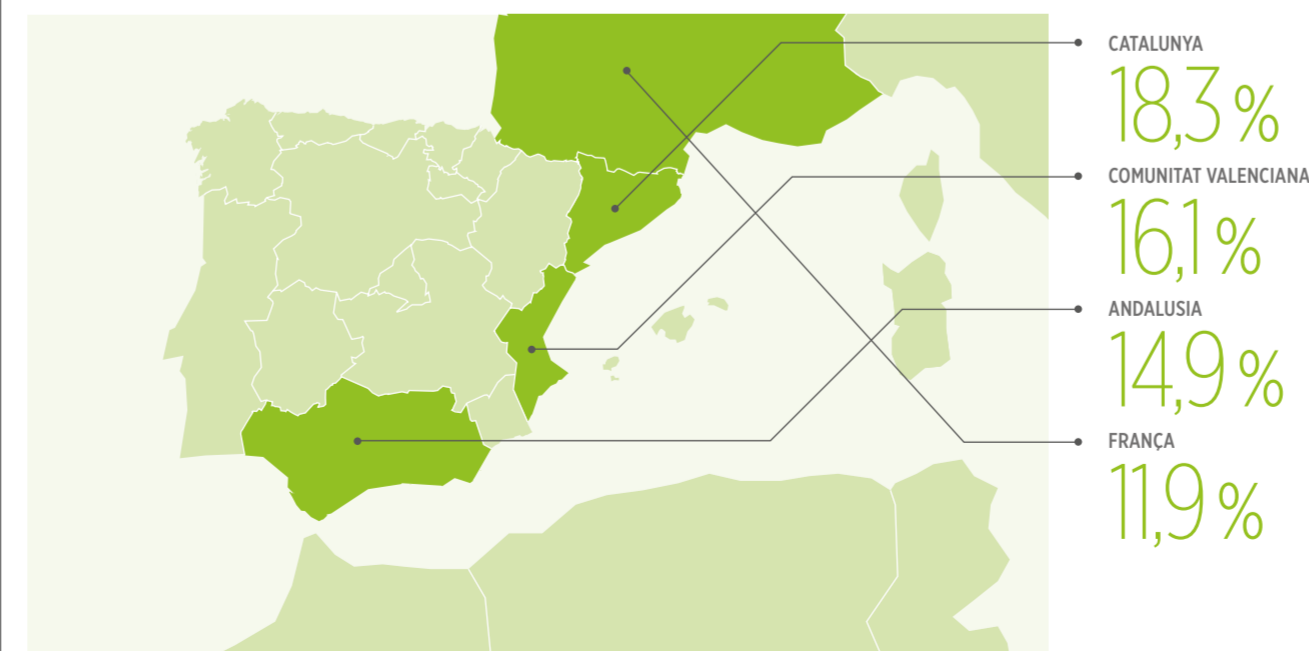 CATALUNYA
18,3 %
COMUNITAT VALENCIANA
16,1 %
ANDALUSIA
14,9 %
FRANÇA
11,9 %